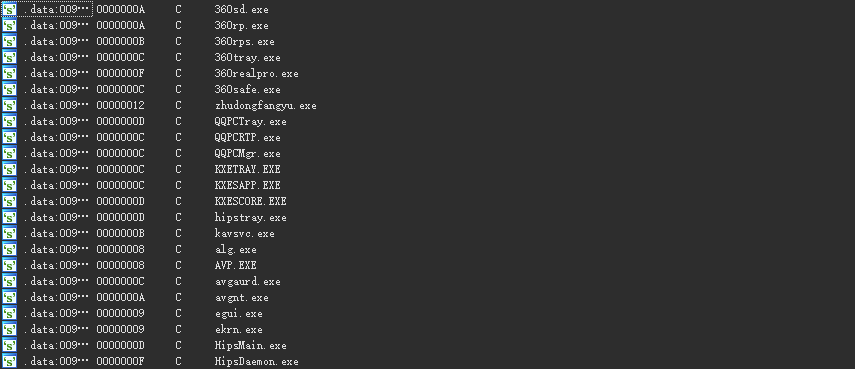 's' .data:009… 0000000A C 360sd.exe
's' .data:009… 0000000A C 360rp.exe
's' .data:009… 0000000B C 360rps.exe
's' .data:009… 0000000C C 360tray.exe
's' .data:009… 0000000F C 360realpro.exe
's' .data:009… 0000000C C 360safe.exe
's' .data:009… 00000012 C zhudongfangyu.exe
's' .data:009… 0000000D C QQPCTray.exe
's' .data:009… 0000000C C QQPCRTP.exe
's' .data:009… 0000000C C QQPCMgr.exe
's' .data:009… 0000000C C KXETRAY.EXE
's' .data:009… 0000000C C KXESAPP.EXE
's' .data:009… 0000000D C KXESCORE.EXE
's' .data:009… 0000000D C hipstray.exe
's' .data:009… 0000000B C kavsvc.exe
's' .data:009… 00000008 C alg.exe
's' .data:009… 00000008 C AVP.EXE
's' .data:009… 0000000C C avgaurd.exe
's' .data:009… 0000000A C avgnt.exe
's' .data:009… 00000009 C egui.exe
's' .data:009… 00000009 C ekrn.exe
's' .data:009… 0000000D C HipsMain.exe
's' .data:009… 0000000F C HipsDaemon.exe